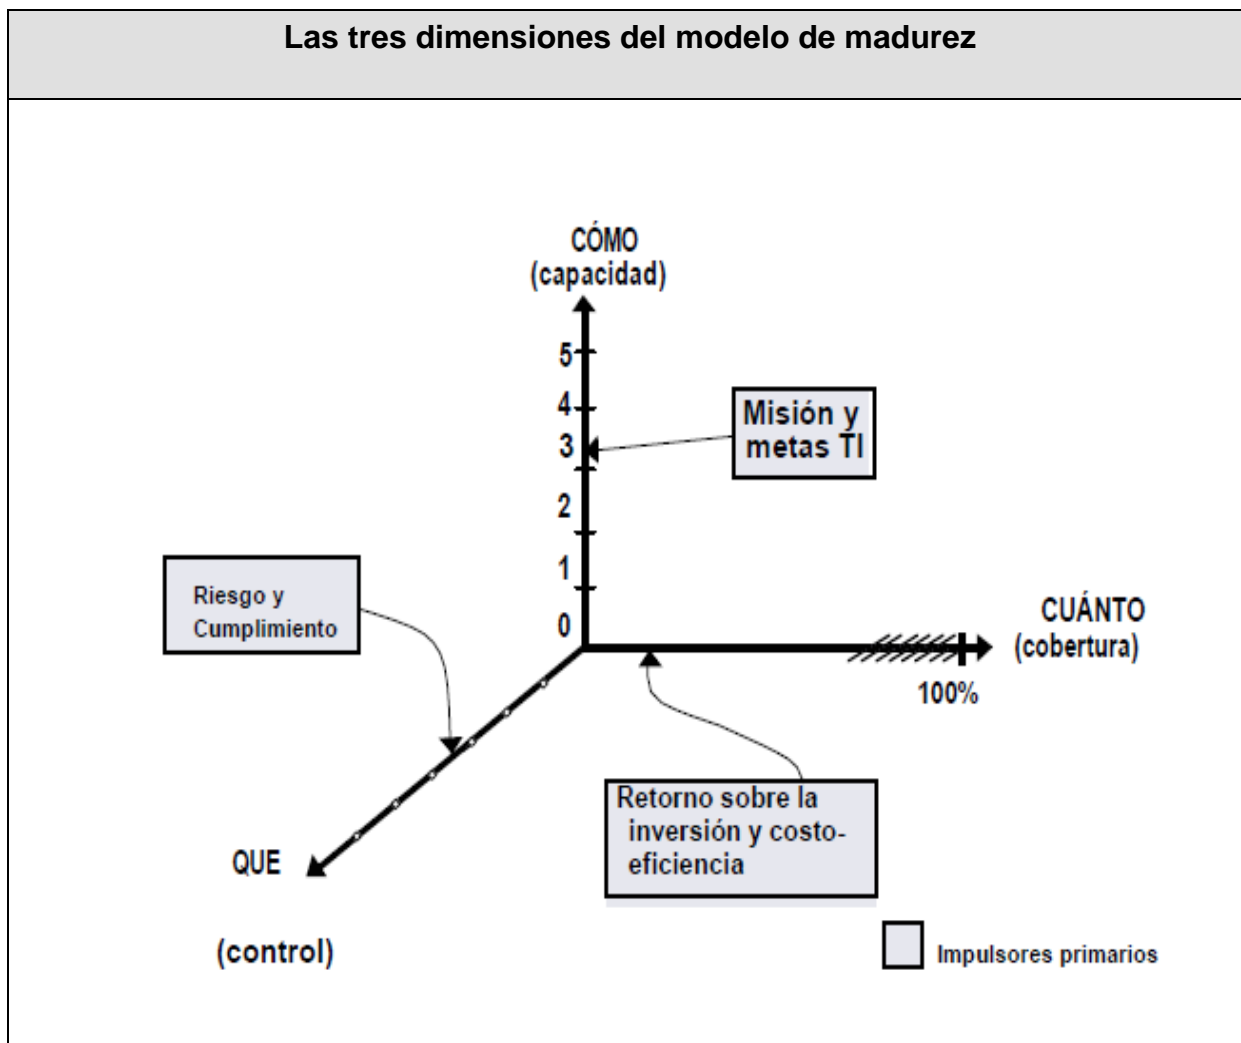 Las tres dimensiones del modelo de madurez
CÓMO
(capacidad)
5
4
3
2
1
0
Misión y
metas TI
Riesgo y
Cumplimiento
CUÁNTO
(cobertura)
100%
Retorno sobre la
inversión y costo-
eficiencia
QUE
(control)
Impulsores primarios